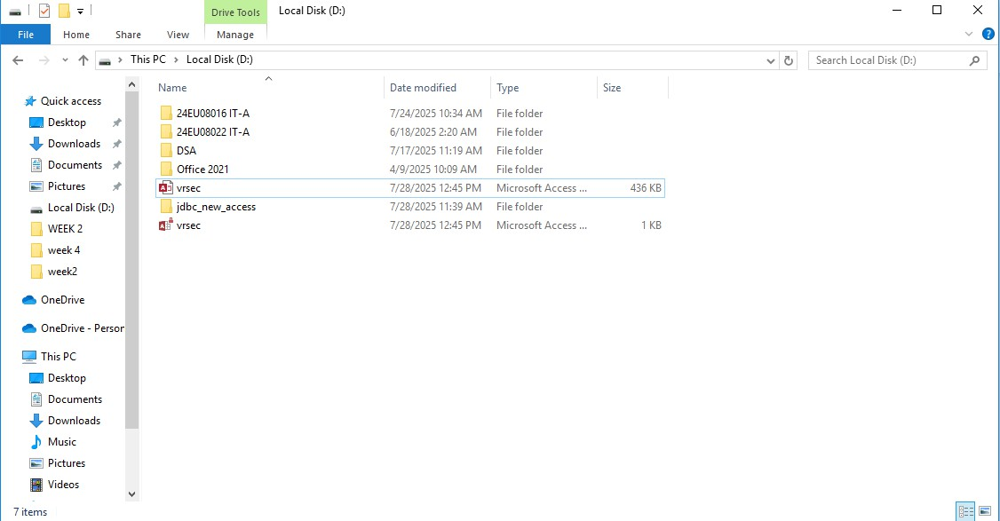 Drive Tools
Local Disk (D:)
File
Home
Share
View
Manage
?
This PC > Local Disk (D:)
Search Local Disk (D:)
Name
Date modified
Type
Size
24EU08016 IT-A 7/24/2025 10:34 AM File folder
24EU08022 IT-A 6/18/2025 2:20 AM File folder
DSA 7/17/2025 11:19 AM File folder
Office 2021 4/9/2025 10:09 AM File folder
vrsec 7/28/2025 12:45 PM Microsoft Access ... 436 KB
jdbc_new_access 7/28/2025 11:39 AM File folder
vrsec 7/28/2025 12:45 PM Microsoft Access ... 1 KB
Quick access
Desktop
Downloads
Documents
Pictures
Local Disk (D:)
WEEK 2
week 4
week2
OneDrive
OneDrive - Person
This PC
Desktop
Documents
Downloads
Music
Pictures
Videos
7 items